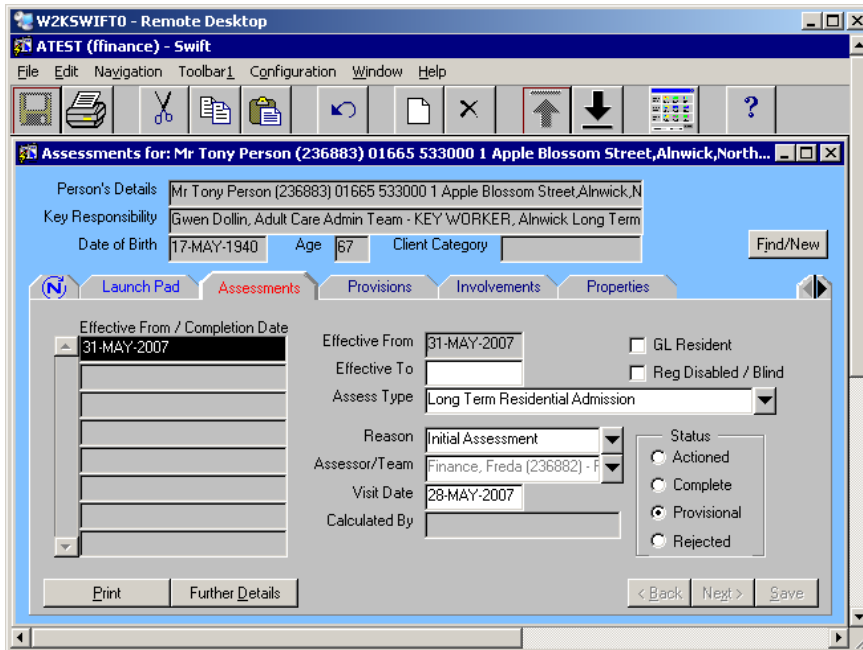 W2KSWIFT0 - Remote Desktop
ATEST (ffinance) - Swift
File Edit Navigation Toolbar1 Configuration Window Help
?
Assessments for: Mr Tony Person (236883) 01665 533000 1 Apple Blossom Street,Alnwick,North...
Person's Details Mr Tony Person (236883) 01665 533000 1 Apple Blossom Street,Alnwick,N
Key Responsibility Gwen Dollin, Adult Care Admin Team - KEY WORKER, Alnwick Long Term
Date of Birth 17-MAY-1940 Age 67 Client Category Find/New
N Launch Pad Assessments Provisions Involvements Properties
Effective From / Completion Date
31-MAY-2007
Effective From 31-MAY-2007 GL Resident
Effective To Reg Disabled / Blind
Assess Type Long Term Residential Admission
Reason Initial Assessment Status
Assessor/Team Finance, Freda (236882) - F Actioned
Visit Date 28-MAY-2007 Complete
Calculated By Provisional
Rejected
Print Further Details < Back Next > Save